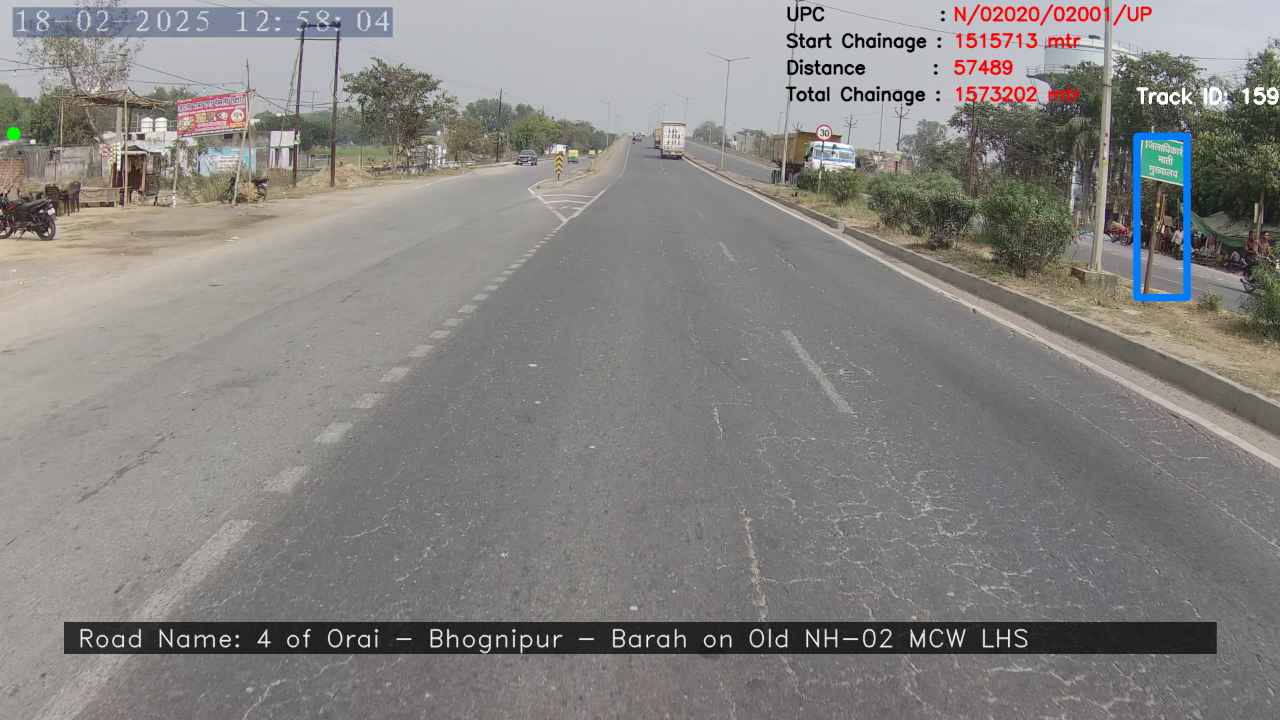 18-02-2025 12:58:04
UPC : N/02020/02001/UP
Start Chainage : 1515713 mtr
Distance : 57489
Total Chainage : 1573202 mtr
Track ID: 159
30
जिलाधिकारी
माती
मुख्यालय
Road Name: 4 of Orai - Bhognipur - Barah on Old NH-02 MCW LHS